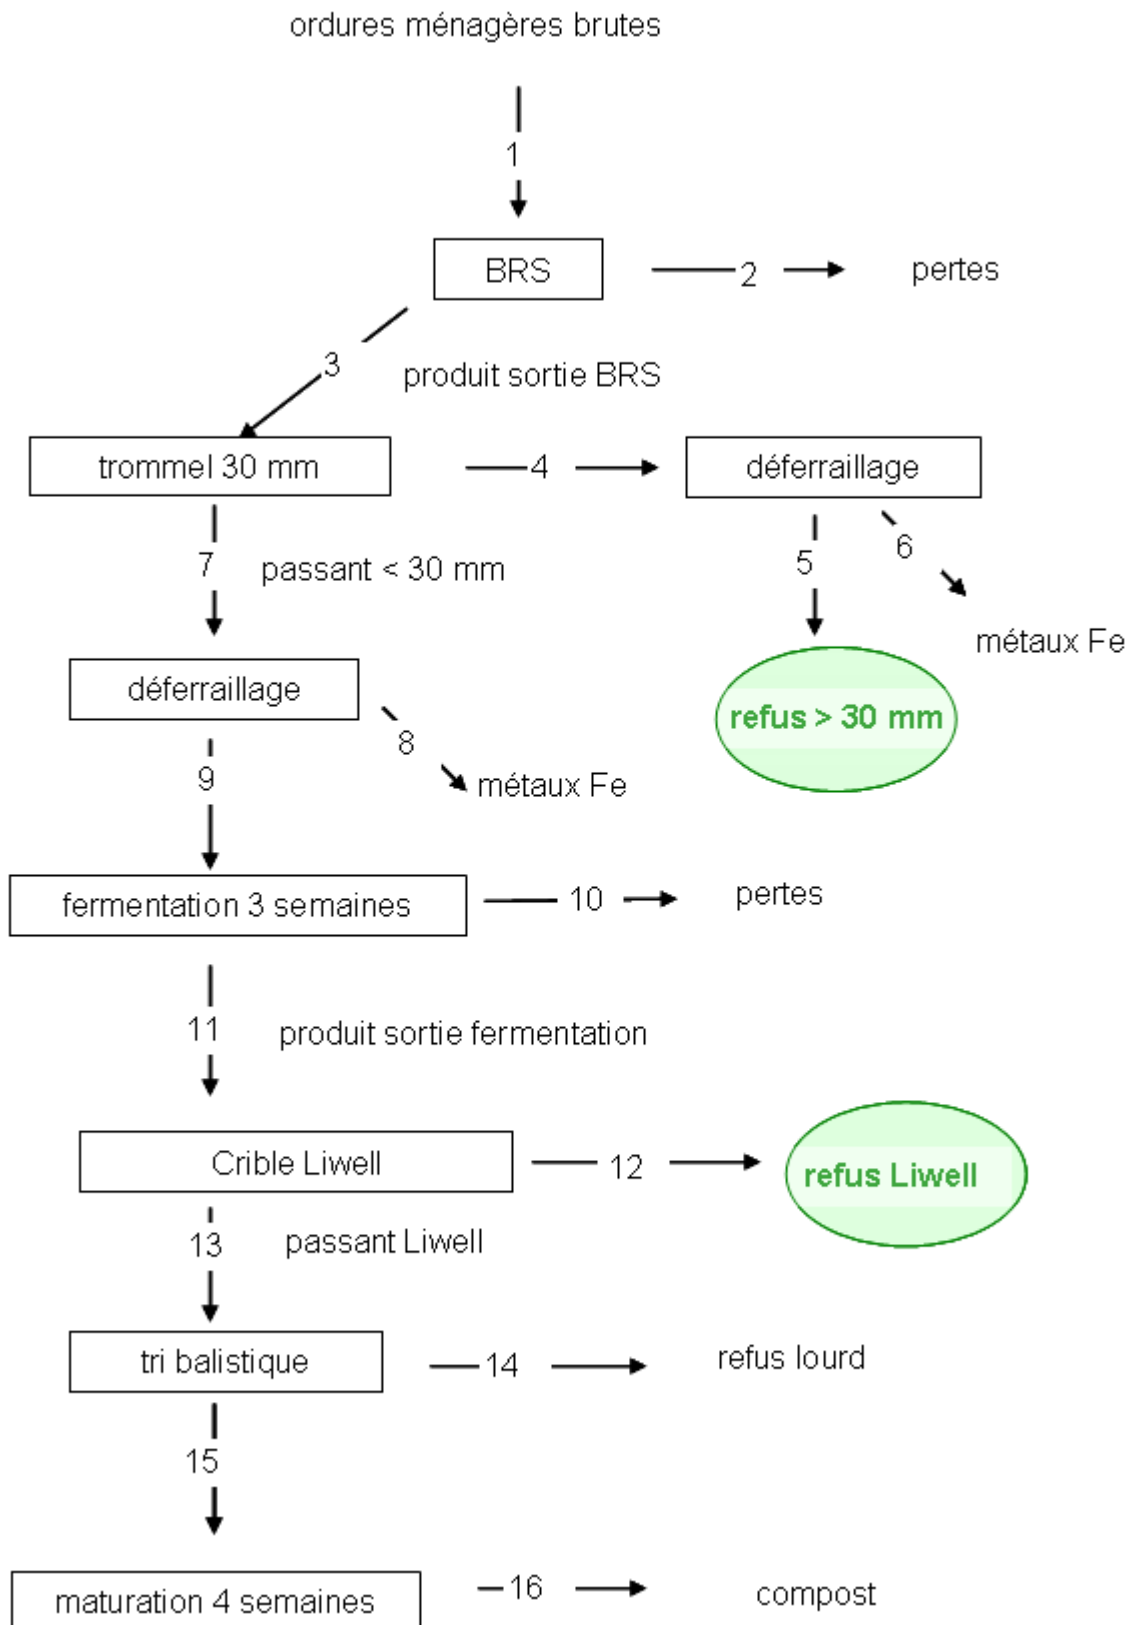 ordures ménagères brutes
1
BRS
2
pertes
3
produit sortie BRS
trommel 30 mm
4
déferraillage
7
passant < 30 mm
5
6
métaux Fe
déferraillage
refus > 30 mm
8
9
métaux Fe
fermentation 3 semaines
10
pertes
11
produit sortie fermentation
Crible Liwell
12
refus Liwell
13
passant Liwell
tri balistique
14
refus lourd
15
maturation 4 semaines
16
compost